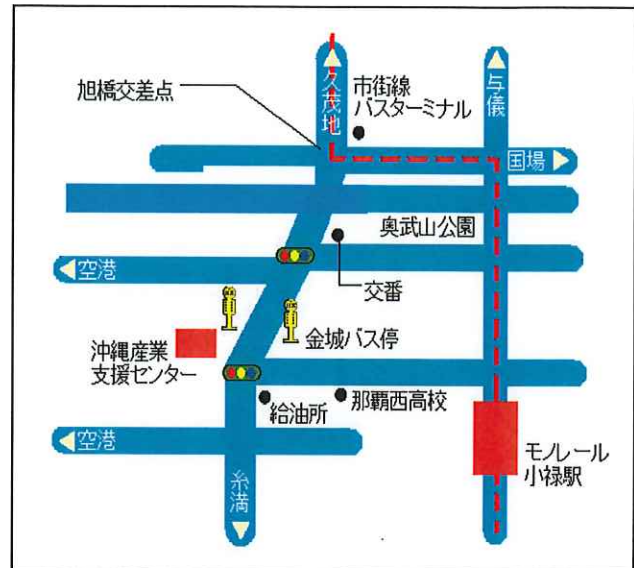 旭橋交差点
久茂地
市街線
バスターミナル
与儀
国場
奥武山公園
空港
交番
沖縄産業
支援センター
金城バス停
給油所
那覇西高校
空港
糸満
モノレール
小禄駅